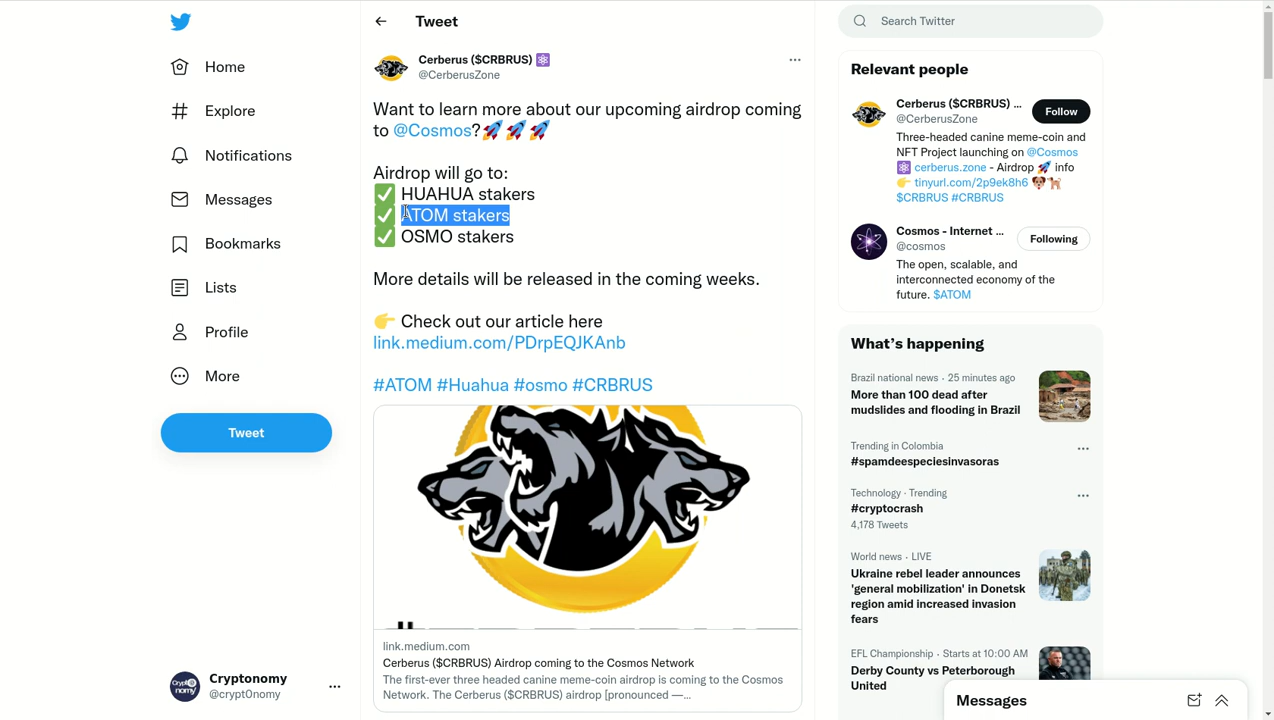 Tweet
Search Twitter
Home
Explore
Notifications
Messages
Bookmarks
Lists
Profile
More
Tweet
Cryptonomy
@crypt0nomy
Cerberus ($CRBRUS)
@CerberusZone
Want to learn more about our upcoming airdrop coming
to @Cosmos?
Airdrop will go to:
HUAHUA stakers
ATOM stakers
OSMO stakers
More details will be released in the coming weeks.
Check out our article here
link.medium.com/PDrpEQJKAnb
#ATOM #Huahua #osmo #CRBRUS
link.medium.com
Cerberus ($CRBRUS) Airdrop coming to the Cosmos Network
The first-ever three headed canine meme-coin airdrop is coming to the Cosmos
Network. The Cerberus ($CRBRUS) airdrop [pronounced —...
Relevant people
Cerberus ($CRBRUS) ...
@CerberusZone
Follow
Three-headed canine meme-coin and
NFT Project launching on @Cosmos
cerberus.zone - Airdrop info
tinyurl.com/2p9ek8h6
$CRBRUS #CRBRUS
Cosmos - Internet ...
@cosmos
Following
The open, scalable, and
interconnected economy of the
future. $ATOM
What's happening
Brazil national news · 25 minutes ago
More than 100 dead after
mudslides and flooding in Brazil
Trending in Colombia
#spamdeespeciesinvasoras
Technology · Trending
#cryptocrash
4,178 Tweets
World news · LIVE
Ukraine rebel leader announces
'general mobilization' in Donetsk
region amid increased invasion
fears
EFL Championship · Starts at 10:00 AM
Derby County vs Peterborough
United
Messages